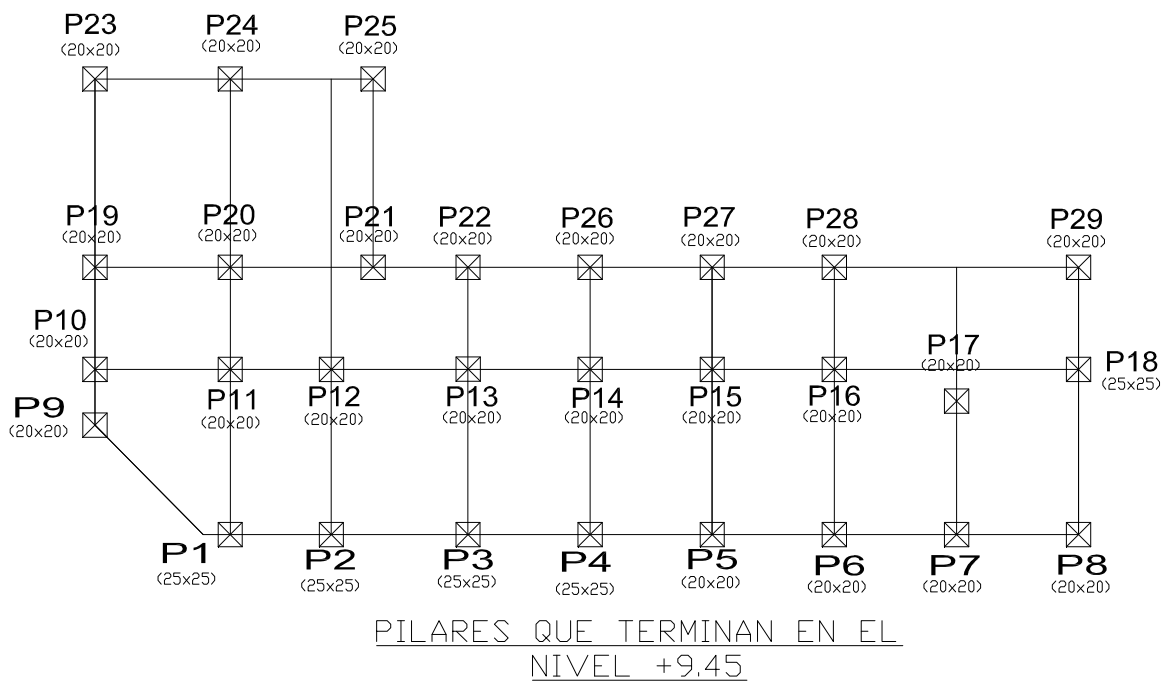 P23
(20x20)
P24
(20x20)
P25
(20x20)
P19
(20x20)
P20
(20x20)
P21
(20x20)
P22
(20x20)
P26
(20x20)
P27
(20x20)
P28
(20x20)
P29
(20x20)
P10
(20x20)
P17
(20x20)
P18
(25x25)
P9
(20x20)
P11
(20x20)
P12
(20x20)
P13
(20x20)
P14
(20x20)
P15
(20x20)
P16
(20x20)
P1
(25x25)
P2
(25x25)
P3
(25x25)
P4
(25x25)
P5
(20x20)
P6
(20x20)
P7
(20x20)
P8
(20x20)
PILARES QUE TERMINAN EN EL
NIVEL +9.45